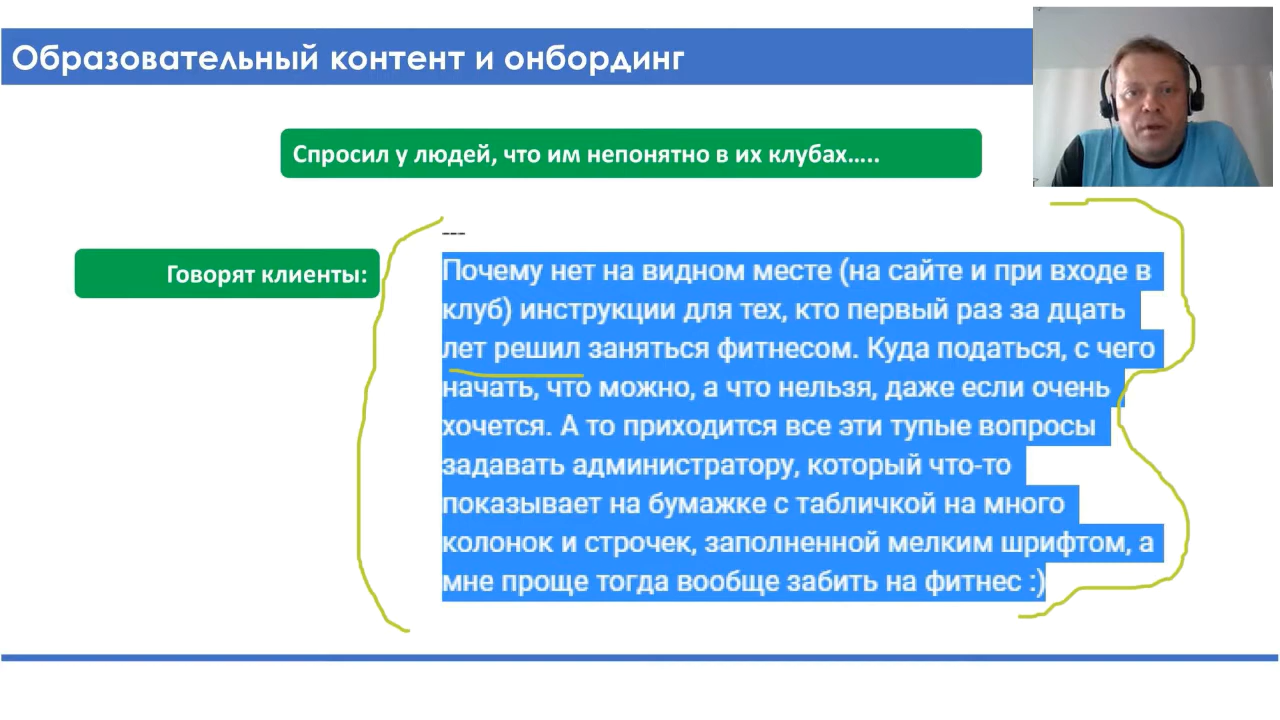 Образовательный контент и онбординг
Спросил у людей, что им непонятно в их клубах…..
Говорят клиенты:
---
Почему нет на видном месте (на сайте и при входе в
клуб) инструкции для тех, кто первый раз за дцать
лет решил заняться фитнесом. Куда податься, с чего
начать, что можно, а что нельзя, даже если очень
хочется. А то приходится все эти тупые вопросы
задавать администратору, который что-то
показывает на бумажке с табличкой на много
колонок и строчек, заполненной мелким шрифтом, а
мне проще тогда вообще забить на фитнес :)